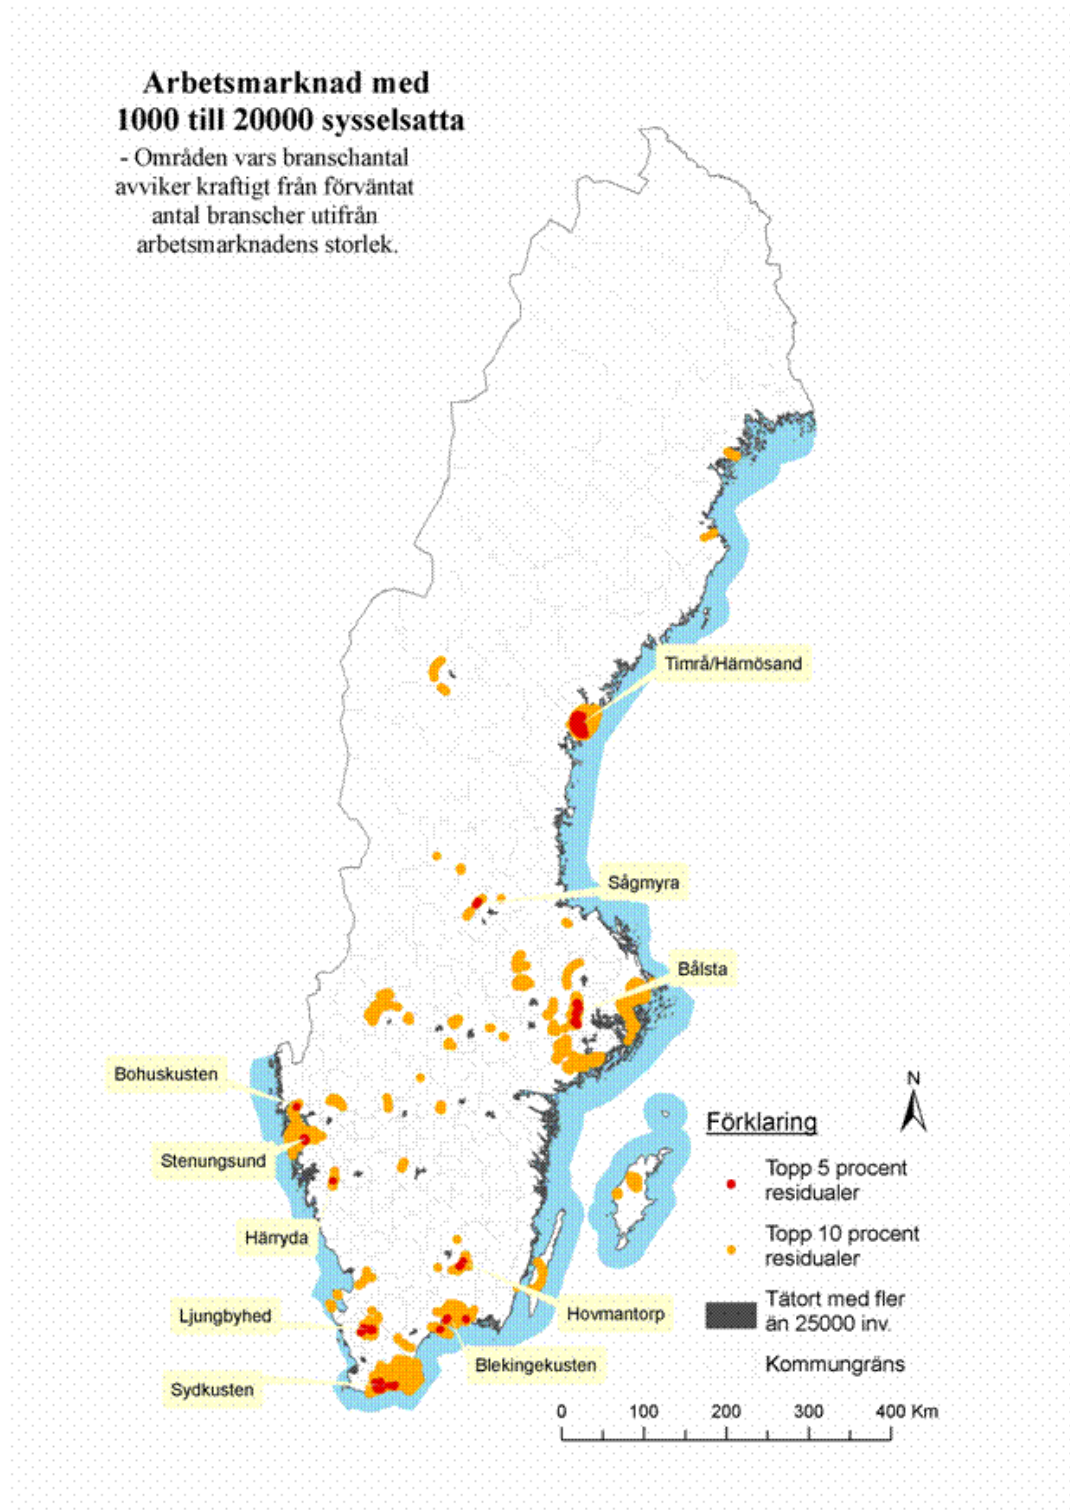 Arbetsmarknad med
1000 till 20000 sysselsatta
- Områden vars branschantal
avviker kraftigt från förväntat
antal branscher utifrån
arbetsmarknadens storlek.
Timrå/Härnösand
Sågmyra
Bålsta
Bohuskusten
Stenungsund
Härryda
Ljungbyhed
Sydkusten
Hovmantorp
Blekingekusten
N
Förklaring
Topp 5 procent
residualer
Topp 10 procent
residualer
Tätort med fler
än 25000 inv.
Kommungräns
0 100 200 300 400 Km